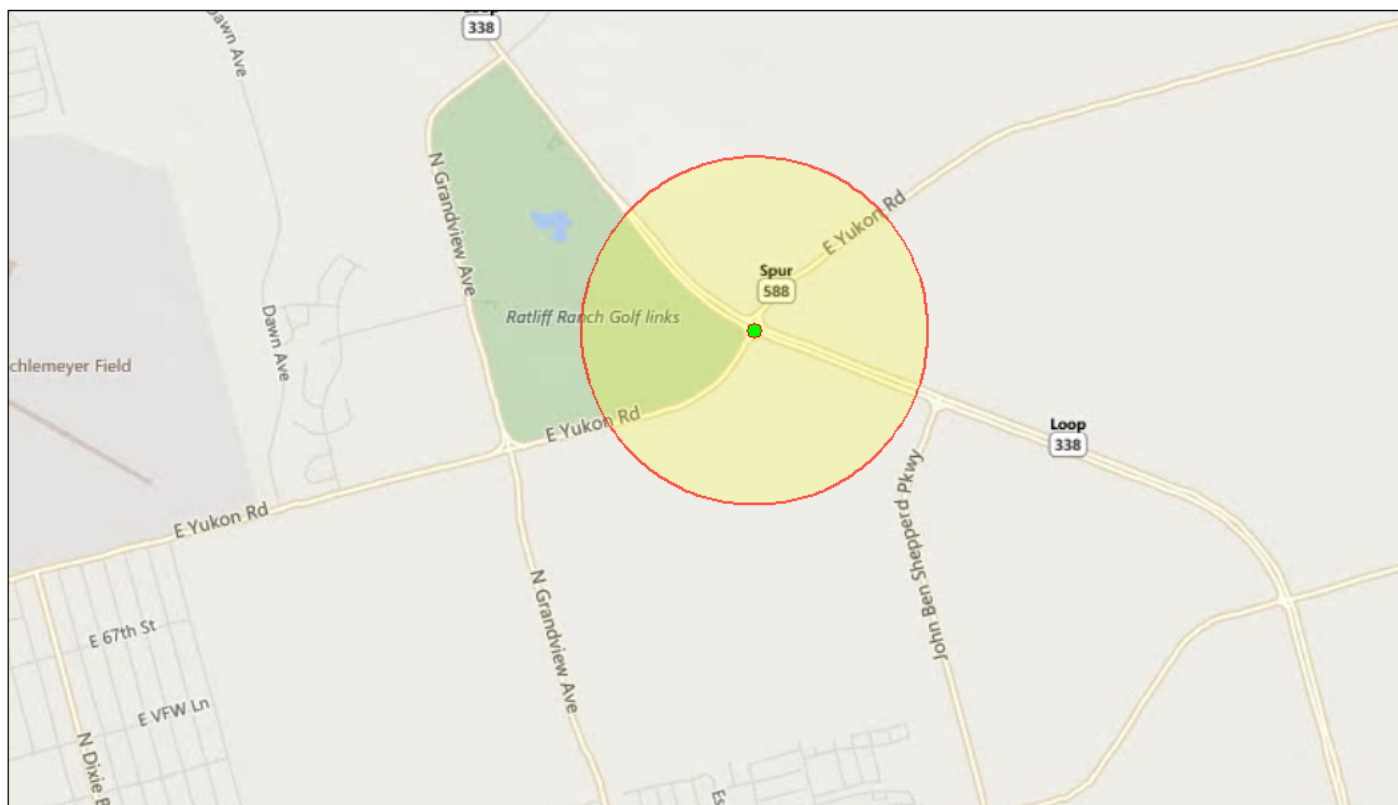 338
Dawn Ave
N Grandview Ave
E Yukon Rd
Spur
588
Ratliff Ranch Golf links
Dawn Ave
chlemeyer Field
E Yukon Rd
Loop
338
John Ben Shepperd Pkwy
E Yukon Rd
N Grandview Ave
E 67th St
E VFW Ln
N Dixie